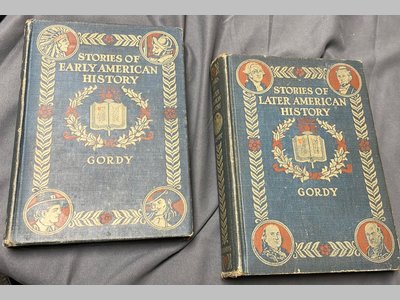 STORIES OF
EARLY AMERICAN
HISTORY
GORDY
STORIES OF
LATER AMERICAN
HISTORY
GORDY